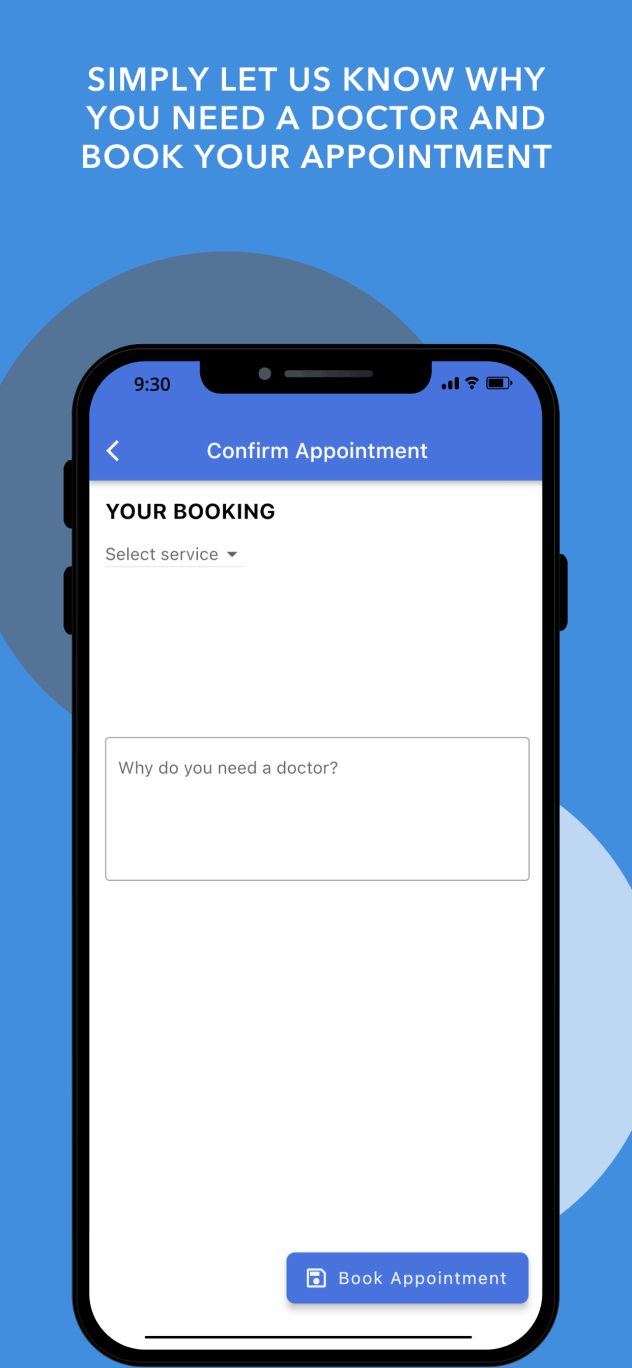 SIMPLY LET US KNOW WHY
YOU NEED A DOCTOR AND
BOOK YOUR APPOINTMENT
9:30
Confirm Appointment
YOUR BOOKING
Select service
Why do you need a doctor?
Book Appointment